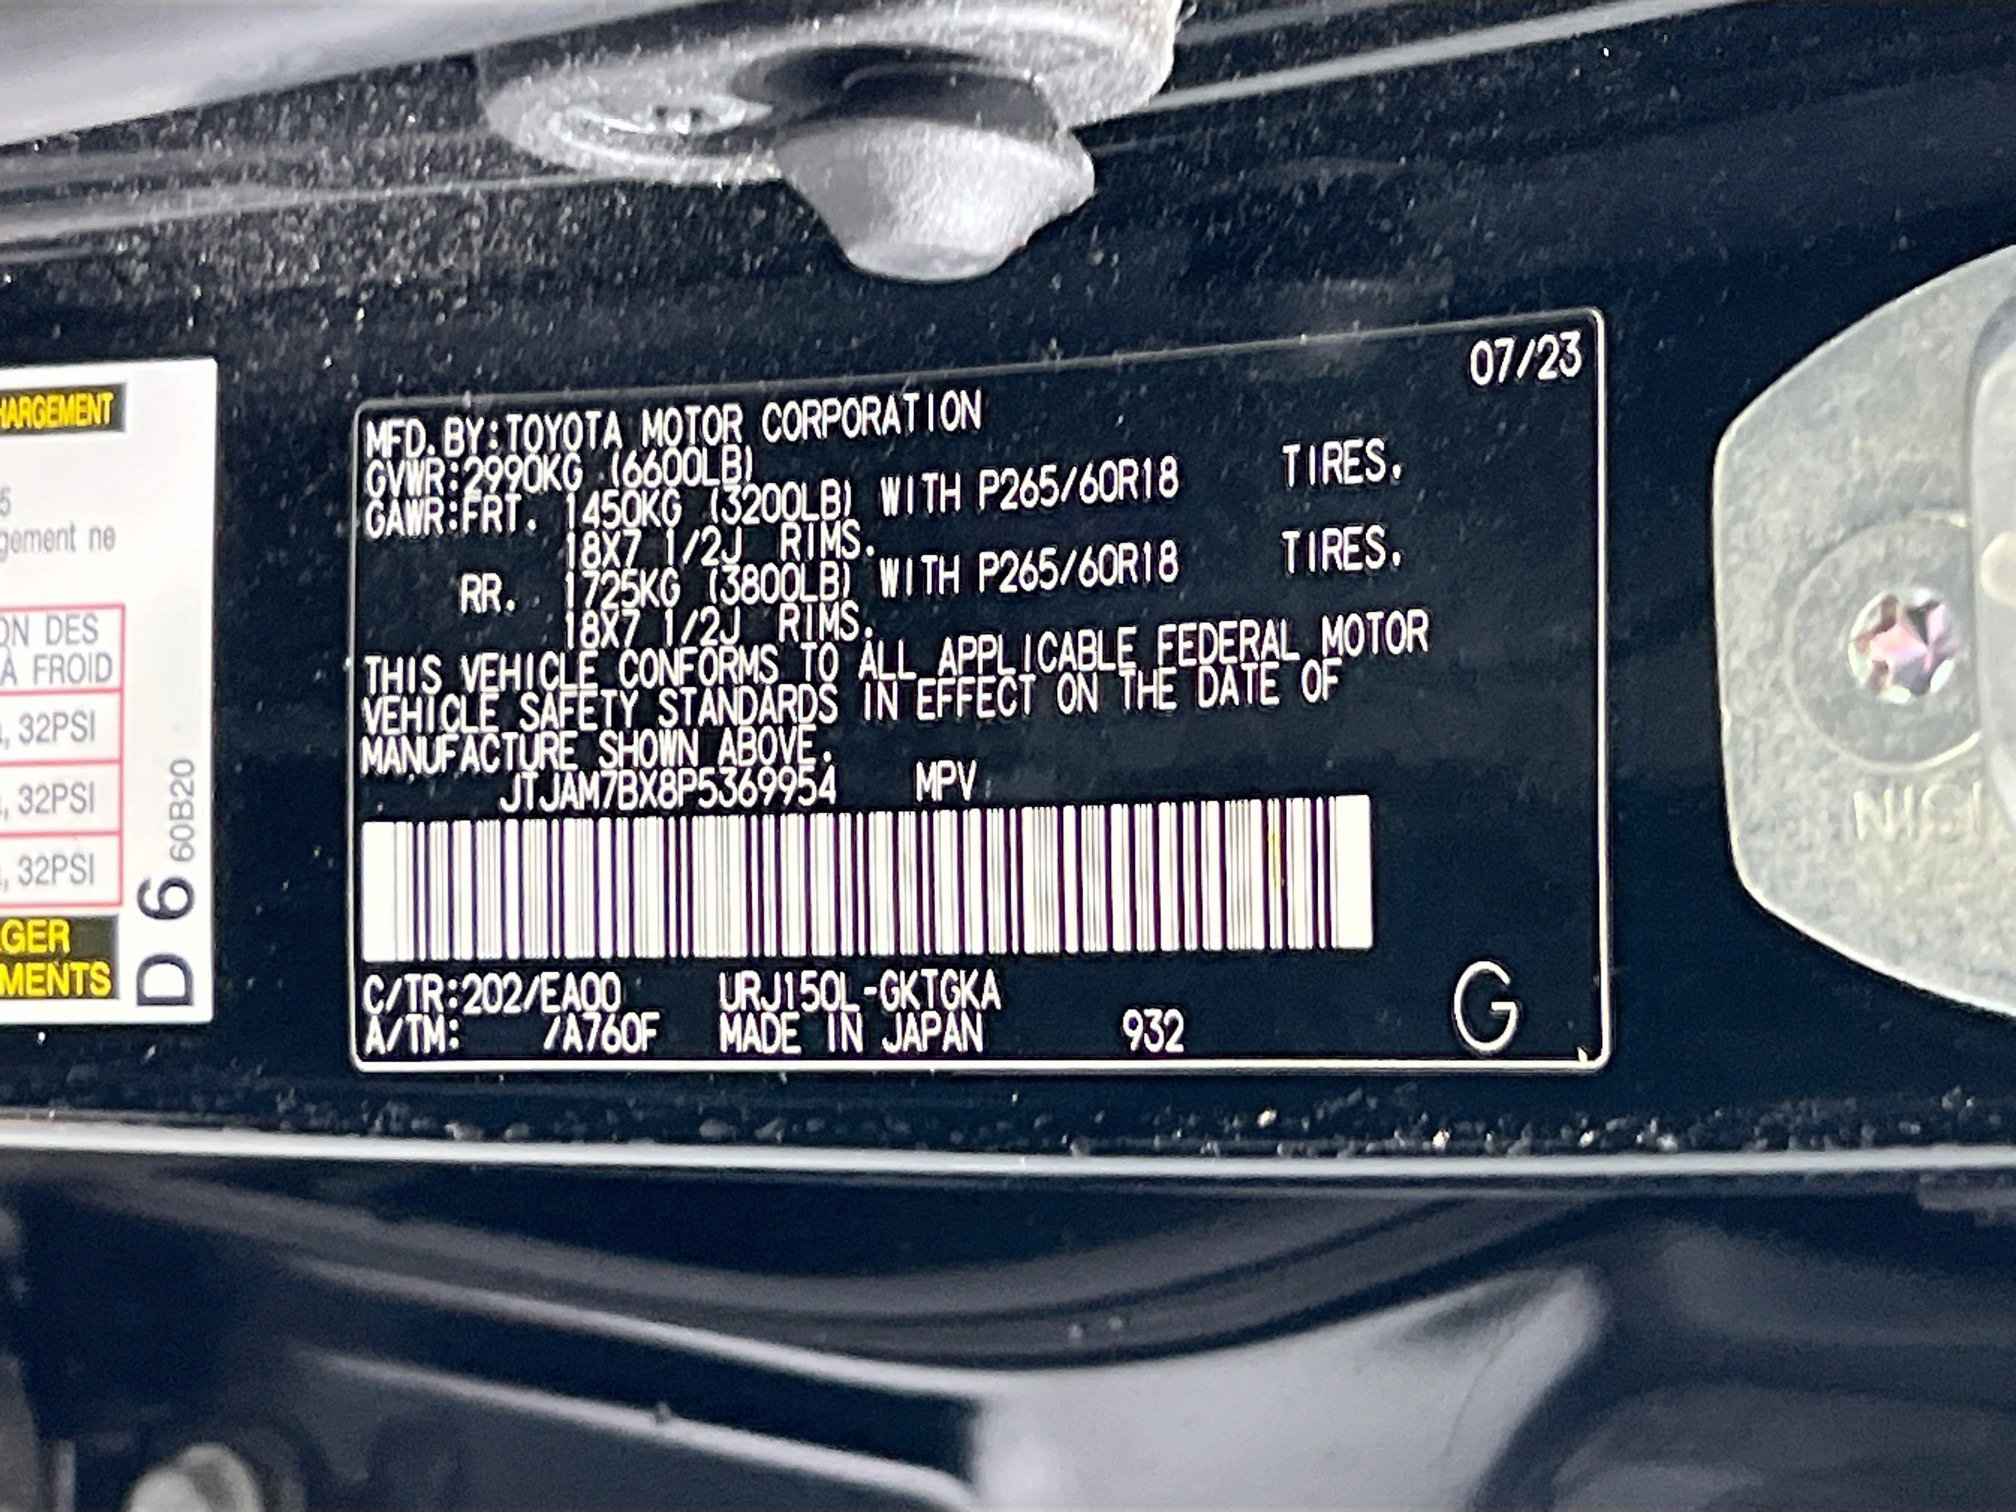 HARGEMENT
5
gement ne
ON DES
À FROID
, 32PSI
, 32PSI
, 32PSI
GER
MENTS
D 6 60B20
07/23
MFD. BY:TOYOTA MOTOR CORPORATION
GVWR:2990KG (6600LB)
GAWR:FRT. 1450KG (3200LB) WITH P265/60R18 TIRES.
18X7 1/2J RIMS.
RR. 1725KG (3800LB) WITH P265/60R18 TIRES.
18X7 1/2J RIMS.
THIS VEHICLE CONFORMS TO ALL APPLICABLE FEDERAL MOTOR
VEHICLE SAFETY STANDARDS IN EFFECT ON THE DATE OF
MANUFACTURE SHOWN ABOVE.
JTJAM7BX8P5369954 MPV
C/TR:202/EA00 URJ150L-GKTGKA
A/TM: /A760F MADE IN JAPAN 932
G